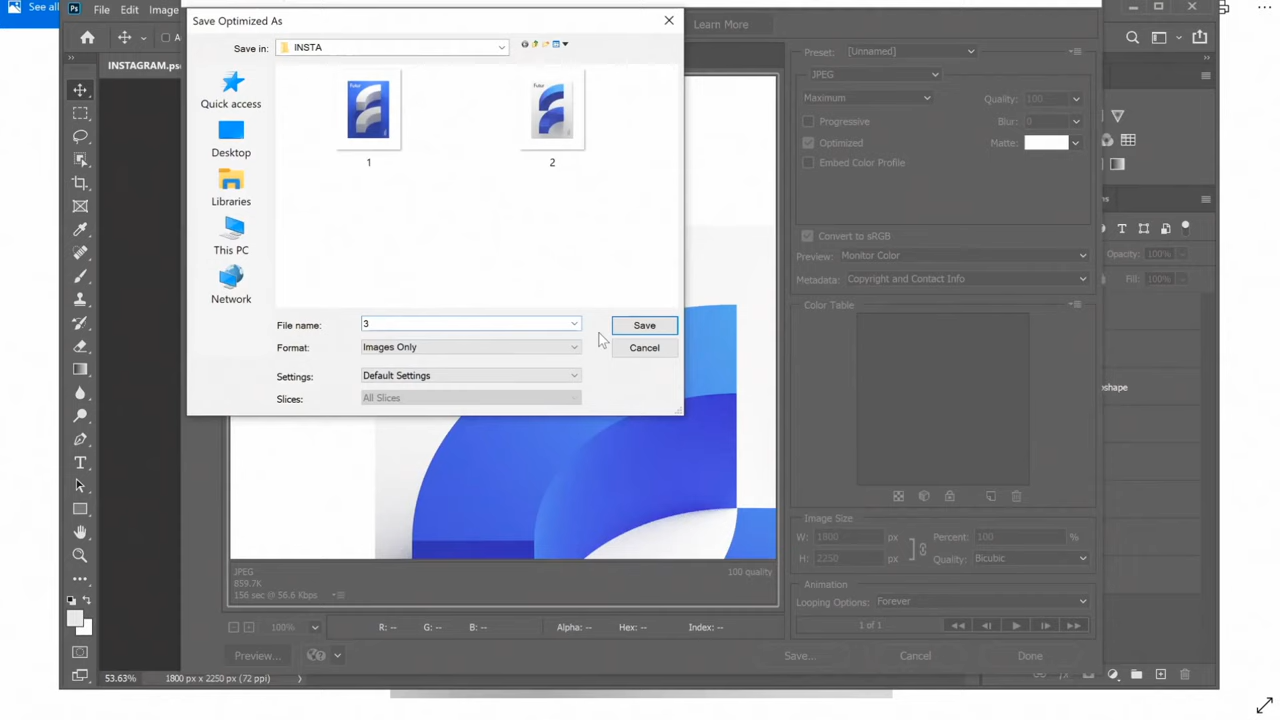 See all
Ps File Edit Image
Save Optimized As
Learn More
Save in: INSTA
Preset: [Unnamed]
INSTAGRAM.ps
JPEG
Maximum Quality: 100
Progressive Blur: 0
Optimized Matte:
Embed Color Profile
Quick access
Desktop
Libraries
This PC
Network
Futur
Futur
1 2
Convert to sRGB
Preview: Monitor Color
Opacity: 100%
Metadata: Copyright and Contact Info
Fill: 100%
Color Table
File name: 3 Save
Format: Images Only Cancel
Settings: Default Settings
Slices: All Slices
oshape
Image Size
W: 1800 px Percent: 100 %
H: 2250 px Quality: Bicubic
JPEG 100 quality
859.7K
156 sec @ 56.6 Kbps
Animation
Looping Options: Forever
100% R: -- G: -- B: -- Alpha: -- Hex: -- Index: -- 1 of 1
Preview... Save... Cancel Done
53.63% 1800 px x 2250 px (72 ppi)